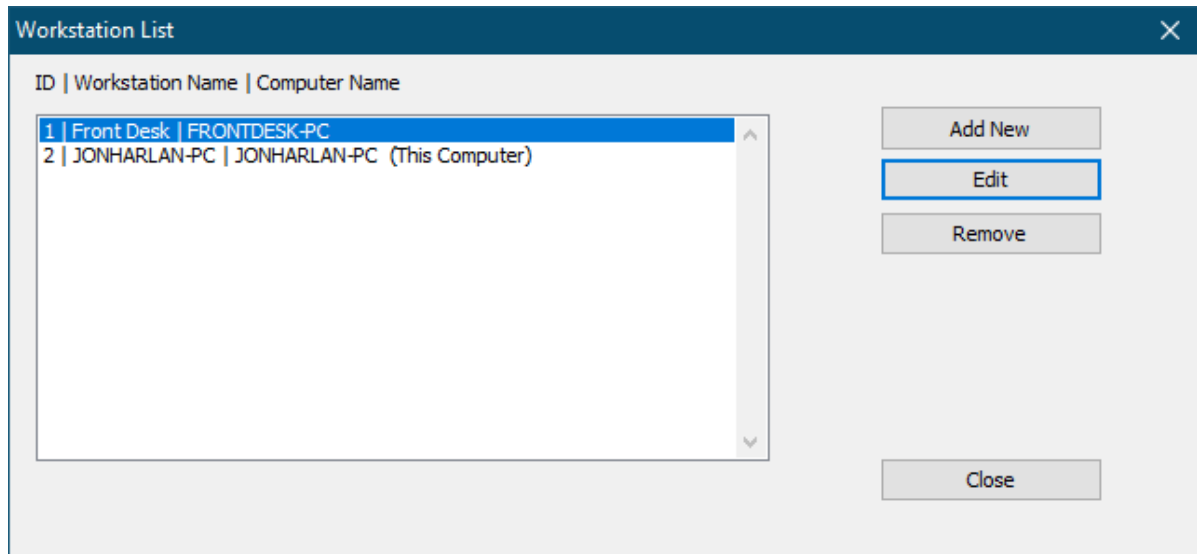 Workstation List
ID | Workstation Name | Computer Name
1 | Front Desk | FRONTDESK-PC
2 | JONHARLAN-PC | JONHARLAN-PC (This Computer)
Add New
Edit
Remove
Close